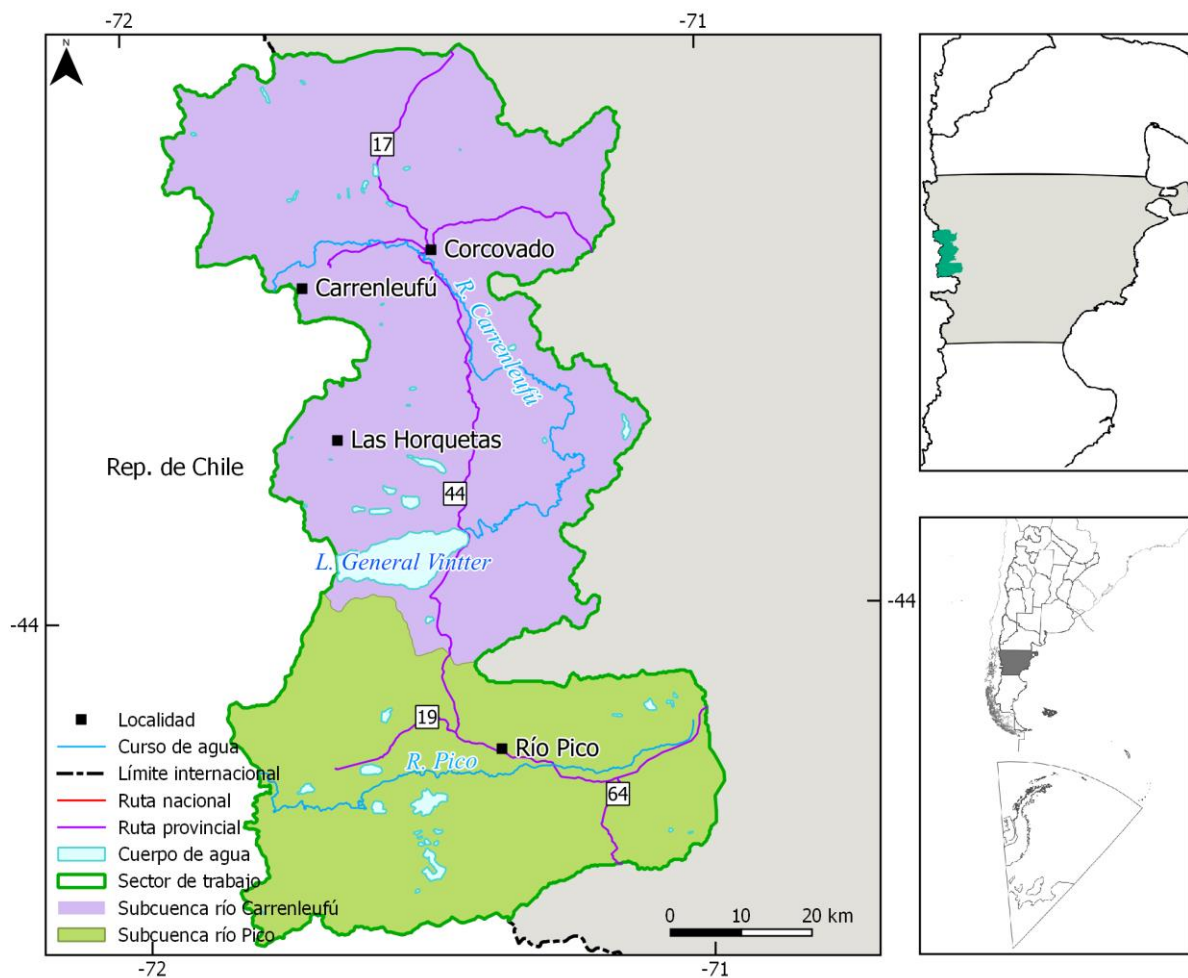 -72
-71
N
17
Corcovado
Carrenleufú
R. Carrenleufú
Las Horquetas
Rep. de Chile
44
L. General Vintter
-44
-44
19
Río Pico
R. Pico
64
Localidad
Curso de agua
Límite internacional
Ruta nacional
Ruta provincial
Cuerpo de agua
Sector de trabajo
Subcuenca río Carrenleufú
Subcuenca río Pico
0 10 20 km
-72
-71